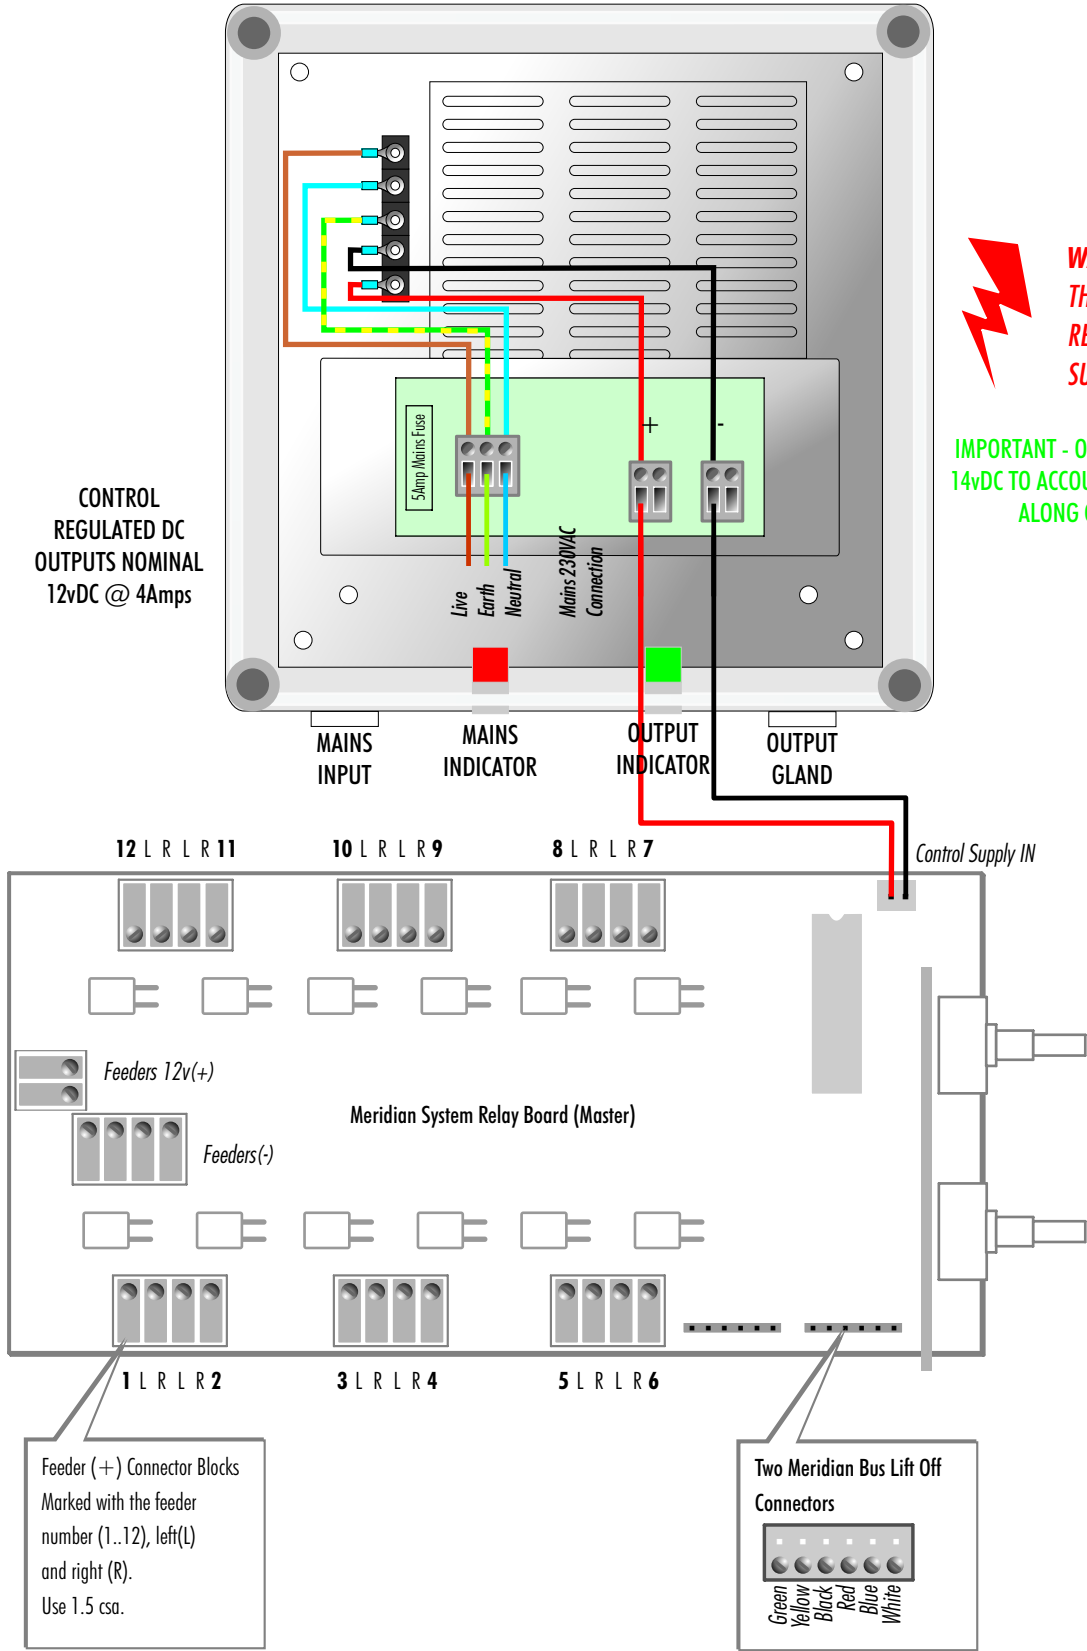 W
TH
RE
SU
IMPORTANT - O
14vDC TO ACCOU
ALONG
CONTROL
REGULATED DC
OUTPUTS NOMINAL
12vDC @ 4Amps
5Amp Mains Fuse
+
-
Live
Earth
Neutral
Mains 230VAC
Connection
MAINS
INPUT
MAINS
INDICATOR
OUTPUT
INDICATOR
OUTPUT
GLAND
12 L R L R 11
10 L R L R 9
8 L R L R 7
Control Supply IN
Feeders 12v(+)
Meridian System Relay Board (Master)
Feeders(-)
1 L R L R 2
3 L R L R 4
5 L R L R 6
Feeder (+) Connector Blocks
Marked with the feeder
number (1..12), left(L)
and right (R).
Use 1.5 csa.
Two Meridian Bus Lift Off
Connectors
Green
Yellow
Black
Red
Blue
White